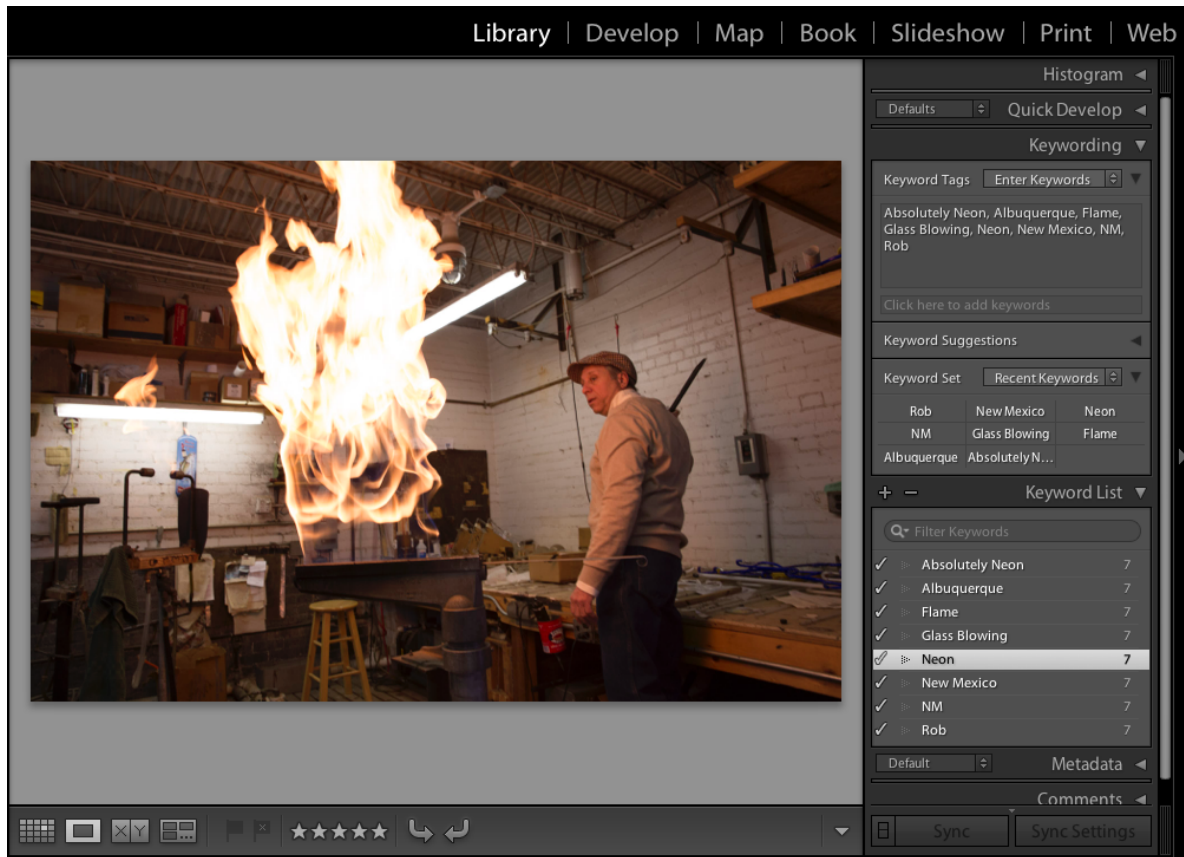 Library | Develop | Map | Book | Slideshow | Print | Web
Histogram
Defaults Quick Develop
Keywording
Keyword Tags Enter Keywords
Absolutely Neon, Albuquerque, Flame,
Glass Blowing, Neon, New Mexico, NM,
Rob
Click here to add keywords
Keyword Suggestions
Keyword Set Recent Keywords
Rob New Mexico Neon
NM Glass Blowing Flame
Albuquerque Absolutely N...
+ − Keyword List
Filter Keywords
Absolutely Neon 7
Albuquerque 7
Flame 7
Glass Blowing 7
Neon 7
New Mexico 7
NM 7
Rob 7
Default Metadata
Comments
XY
Sync Sync Settings